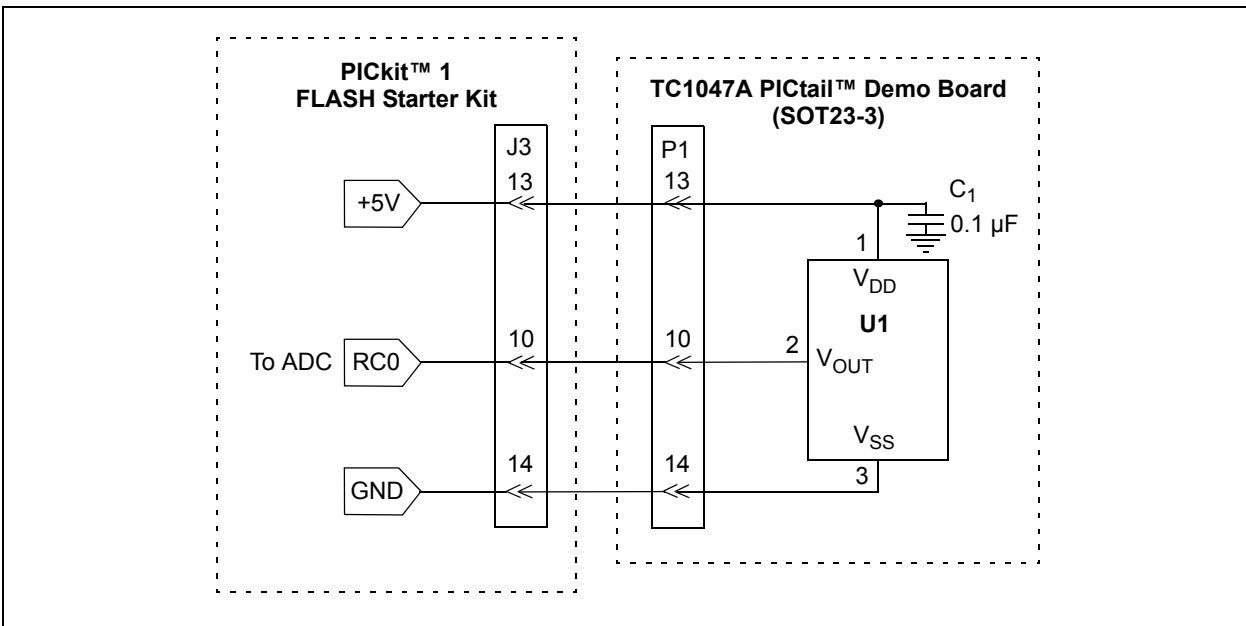 PICkit™ 1
FLASH Starter Kit
TC1047A PICtail™ Demo Board
(SOT23-3)
J3
P1
+5V
13
13
C1
0.1 µF
1
VDD
U1
To ADC
RC0
10
10
2
VOUT
VSS
GND
14
14
3